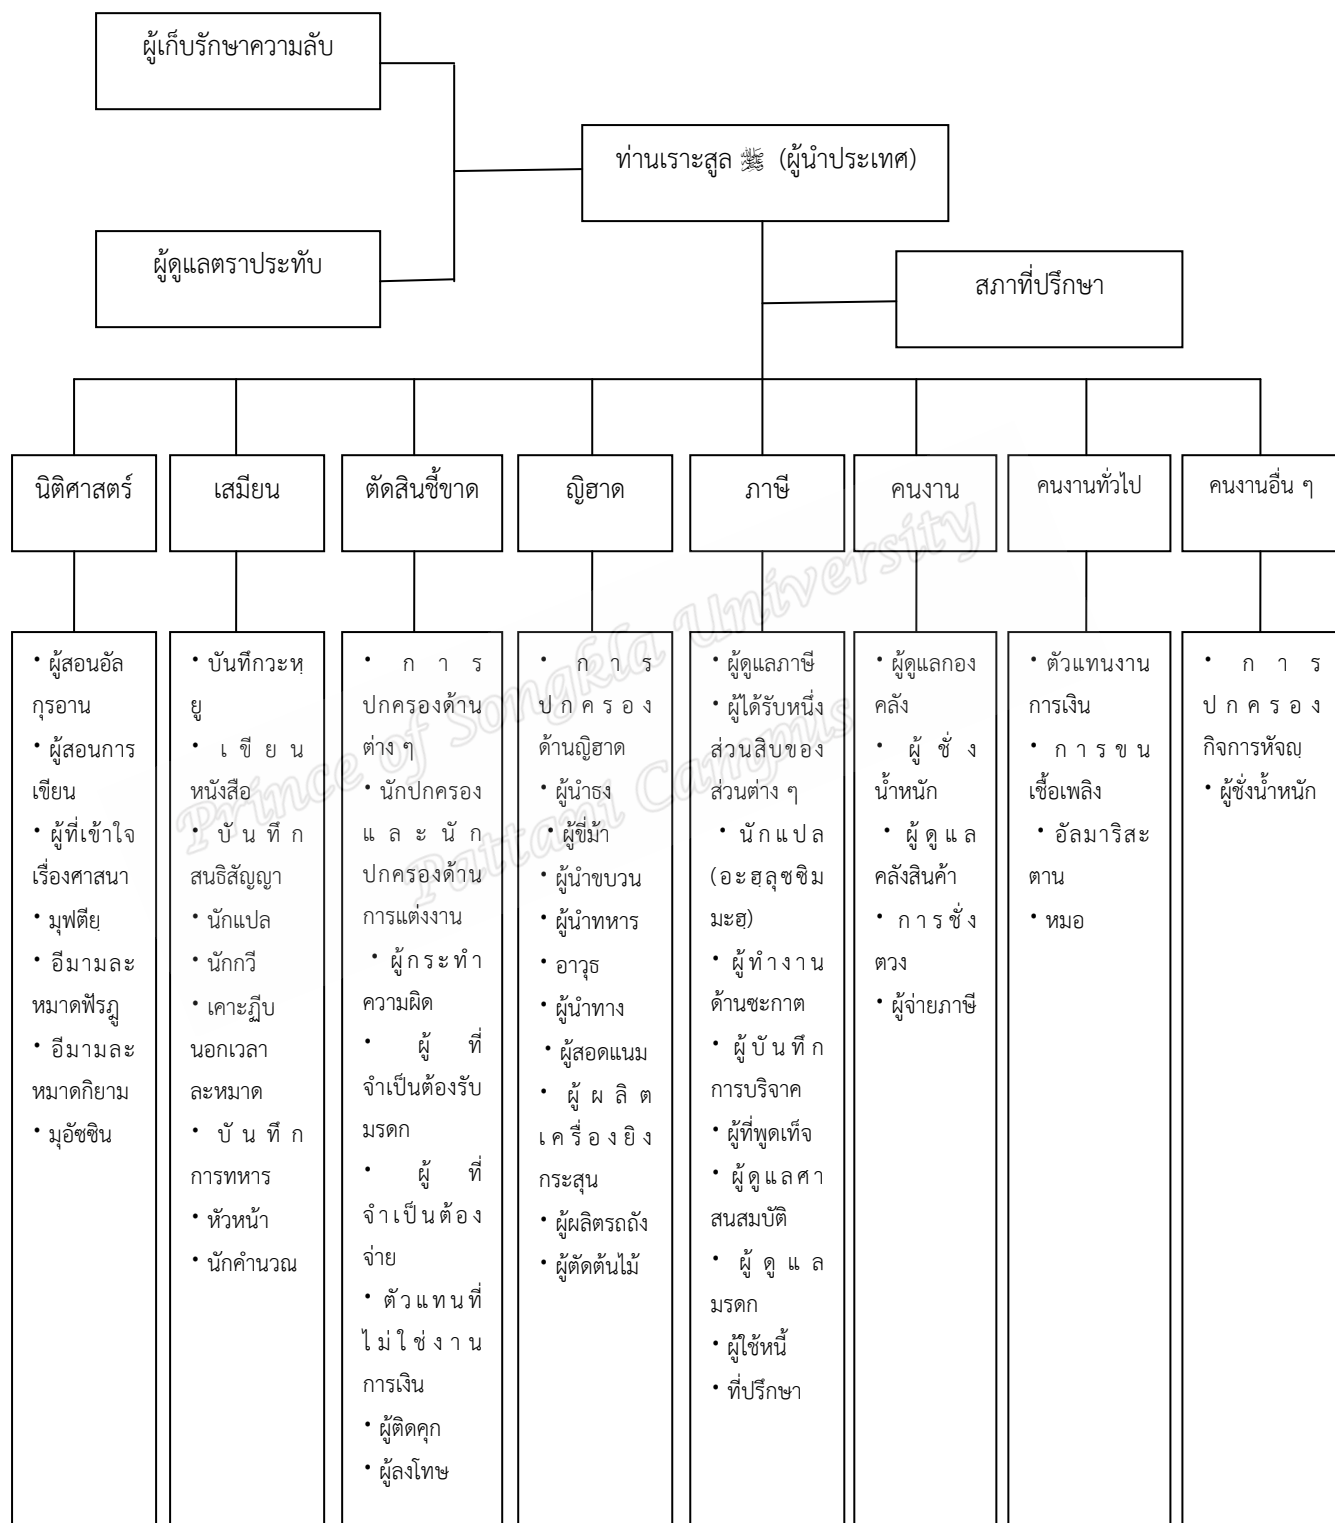 ผู้เก็บรักษาความลับ
ท่านเราะสูล ﷺ (ผู้นำประเทศ)
ผู้ดูแลตราประทับ
สภาที่ปรึกษา
นิติศาสตร์
เสมียน
ตัดสินชี้ขาด
ญิฮาด
ภาษี
คนงาน
คนงานทั่วไป
คนงานอื่น ๆ
• ผู้สอนอัล
กุรอาน
• ผู้สอนการ
เขียน
• ผู้ที่เข้าใจ
เรื่องศาสนา
• มุฟตียฺ
• อีมามละ
หมาดฟัรฎู
• อีมามละ
หมาดกิยาม
• มุอัซซิน
• บันทึกวะหฺ
ยู
• เขียน
หนังสือ
• บันทึก
สนธิสัญญา
• นักแปล
• นักกวี
• เคาะฏีบ
นอกเวลา
ละหมาด
• บันทึก
การทหาร
• หัวหน้า
• นักคำนวณ
• การ
ปกครองด้าน
ต่าง ๆ
• นักปกครอง
และนัก
ปกครองด้าน
การแต่งงาน
• ผู้กระทำ
ความผิด
• ผู้ที่
จำเป็นต้องรับ
มรดก
• ผู้ที่
จำเป็นต้อง
จ่าย
• ตัวแทนที่
ไม่ใช่งาน
การเงิน
• ผู้ติดคุก
• ผู้ลงโทษ
• การ
ปกครอง
ด้านญิฮาด
• ผู้นำธง
• ผู้ขี่ม้า
• ผู้นำขบวน
• ผู้นำทหาร
• อาวุธ
• ผู้นำทาง
• ผู้สอดแนม
• ผู้ผลิต
เครื่องยิง
กระสุน
• ผู้ผลิตรถถัง
• ผู้ตัดต้นไม้
• ผู้ดูแลภาษี
• ผู้ได้รับหนึ่ง
ส่วนสิบของ
ส่วนต่าง ๆ
• นักแปล
(อะฮฺลุซซิม
มะฮฺ)
• ผู้ทำงาน
ด้านซะกาต
• ผู้บันทึก
การบริจาค
• ผู้ที่พูดเท็จ
• ผู้ดูแลศา
สนสมบัติ
• ผู้ดูแล
มรดก
• ผู้ใช้หนี้
• ที่ปรึกษา
• ผู้ดูแลกอง
คลัง
• ผู้ชั่ง
น้ำหนัก
• ผู้ดูแล
คลังสินค้า
• การชั่ง
ตวง
• ผู้จ่ายภาษี
• ตัวแทนงาน
การเงิน
• การขน
เชื้อเพลิง
• อัลมาริสะ
ตาน
• หมอ
• การ
ปกครอง
กิจการหัจญฺ
• ผู้ชั่งน้ำหนัก
Prince of Songkla University
Pattani Campus